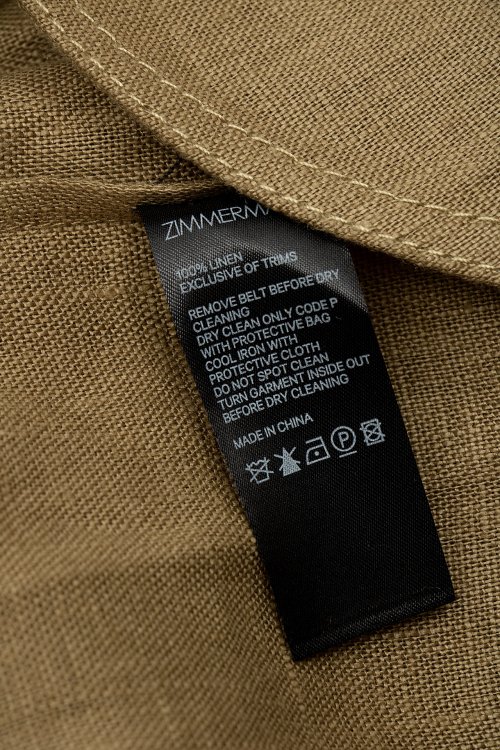 ZIMMERMA
100% LINEN
EXCLUSIVE OF TRIMS
REMOVE BELT BEFORE DRY
CLEANING
DRY CLEAN ONLY CODE P
WITH PROTECTIVE BAG
COOL IRON WITH
PROTECTIVE CLOTH
DO NOT SPOT CLEAN
TURN GARMENT INSIDE OUT
BEFORE DRY CLEANING
MADE IN CHINA
P